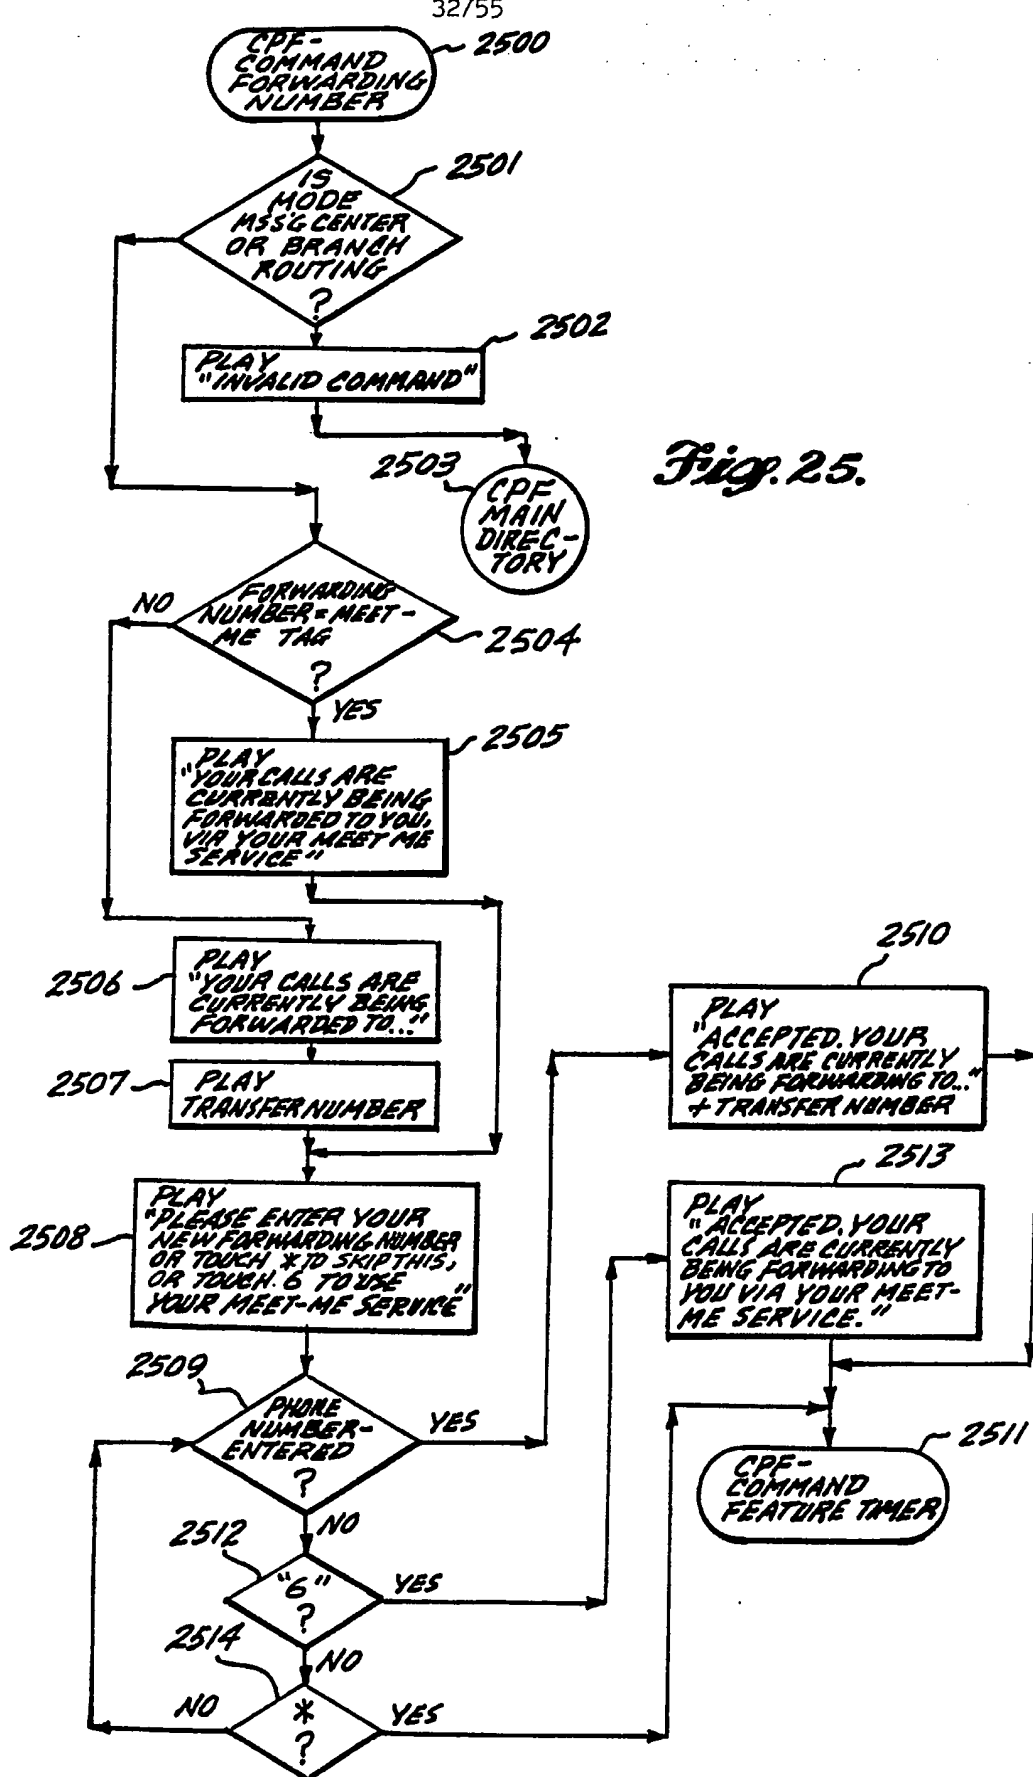 32/55
CPF-
COMMAND
FORWARDING
NUMBER
2500
IS
MODE
MSS'G CENTER
OR BRANCH
ROUTING
?
2501
2502
PLAY
"INVALID COMMAND"
2503
CPF
MAIN
DIREC-
TORY
Fig. 25.
NO
FORWARDING
NUMBER = MEET-
ME TAG
?
2504
YES
2505
PLAY
"YOUR CALLS ARE
CURRENTLY BEING
FORWARDED TO YOU,
VIA YOUR MEET ME
SERVICE"
2506
PLAY
"YOUR CALLS ARE
CURRENTLY BEING
FORWARDED TO..."
2507
PLAY
TRANSFER NUMBER
2508
PLAY
"PLEASE ENTER YOUR
NEW FORWARDING NUMBER
OR TOUCH * TO SKIP THIS,
OR TOUCH 6 TO USE
YOUR MEET-ME SERVICE"
2510
PLAY
"ACCEPTED. YOUR
CALLS ARE CURRENTLY
BEING FORWARDING TO..."
+ TRANSFER NUMBER
2513
PLAY
"ACCEPTED. YOUR
CALLS ARE CURRENTLY
BEING FORWARDING TO
YOU VIA YOUR MEET-
ME SERVICE."
2509
PHONE
NUMBER-
ENTERED
?
YES
NO
2511
CPF-
COMMAND
FEATURE TIMER
2512
"6"
?
YES
NO
2514
*
?
NO
YES